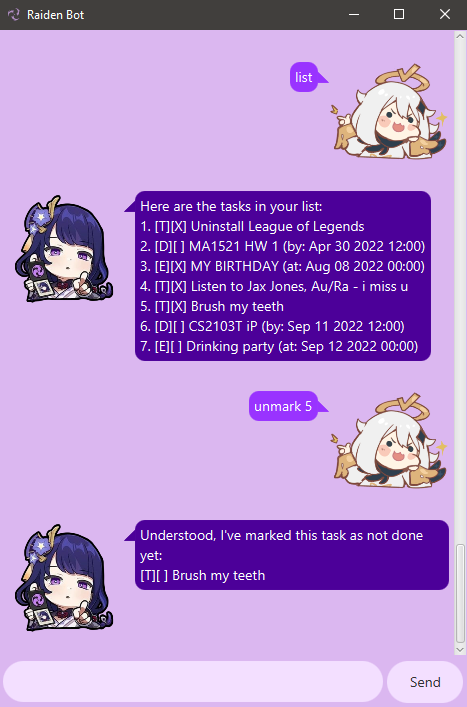 Raiden Bot
list
Here are the tasks in your list:
1. [T][X] Uninstall League of Legends
2. [D][ ] MA1521 HW 1 (by: Apr 30 2022 12:00)
3. [E][X] MY BIRTHDAY (at: Aug 08 2022 00:00)
4. [T][X] Listen to Jax Jones, Au/Ra - i miss u
5. [T][X] Brush my teeth
6. [D][ ] CS2103T iP (by: Sep 11 2022 12:00)
7. [E][ ] Drinking party (at: Sep 12 2022 00:00)
unmark 5
Understood, I've marked this task as not done
yet:
[T][ ] Brush my teeth
Send